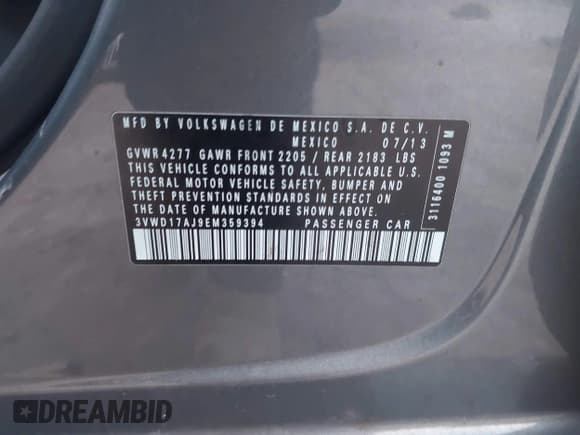 MFD BY VOLKSWAGEN DE MEXICO S.A. DE C.V.
MEXICO 07/13
GVWR 4277 GAWR FRONT 2205 / REAR 2183 LBS
THIS VEHICLE CONFORMS TO ALL APPLICABLE U.S.
FEDERAL MOTOR VEHICLE SAFETY, BUMPER AND
THEFT PREVENTION STANDARDS IN EFFECT ON
THE DATE OF MANUFACTURE SHOWN ABOVE.
3VWD17AJ9EM359394 PASSENGER CAR
3116400 1093 M
DREAMBID